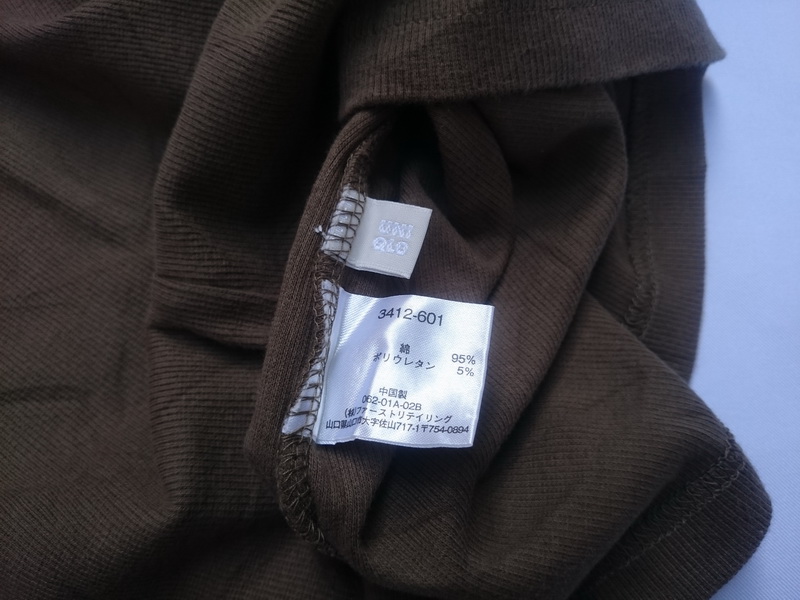 UNI
QLO
3412-601
綿 95%
ポリウレタン 5%
中国製
062-01A-02B
(株)ファーストリテイリング
山口県山口市大字佐山717-1〒754-0894